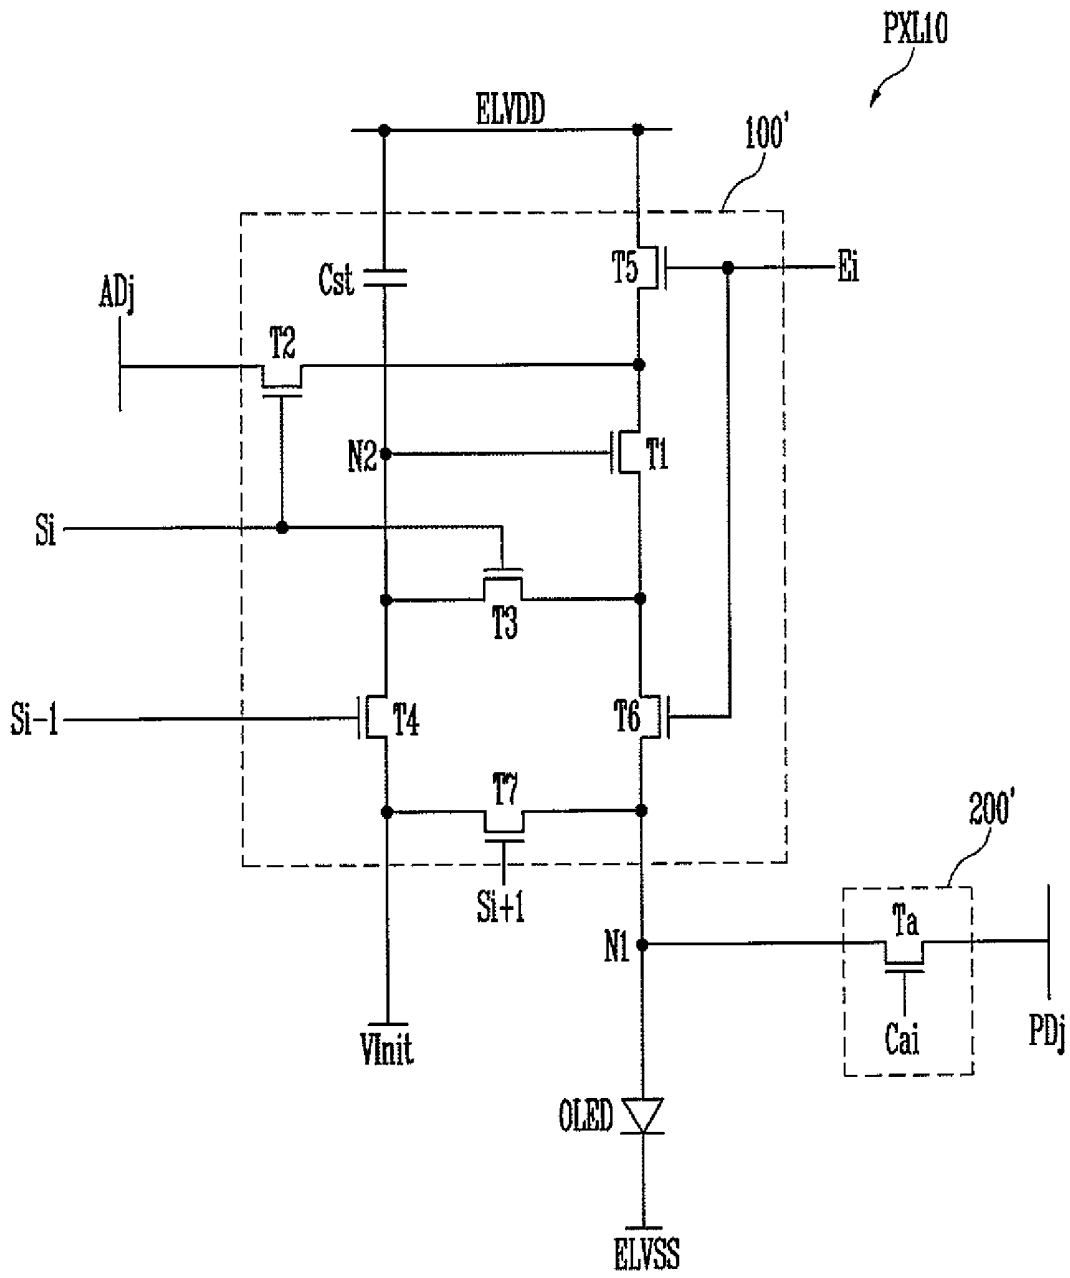 PXL10
ELVDD
100'
T5
Ei
Cst
ADj
T2
N2
T1
Si
T3
Si-1
T4
T6
T7
200'
Si+1
Ta
N1
Cai
PDj
VInit
OLED
ELVSS